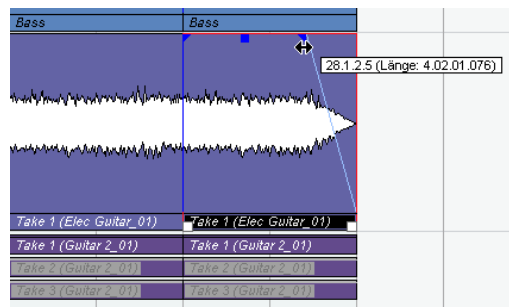 Bass Bass
28.1.2.5 (Länge: 4.02.01.076)
Take 1 (Elec Guitar_01) Take 1 (Elec Guitar_01)
Take 1 (Guitar 2_01) Take 1 (Guitar 2_01)
Take 2 (Guitar 2_01) Take 2 (Guitar 2_01)
Take 3 (Guitar 2_01) Take 3 (Guitar 2_01)